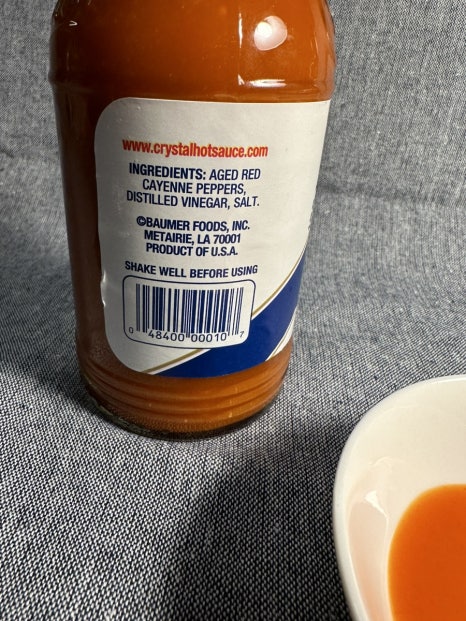 www.crystalhotsauce.com
INGREDIENTS: AGED RED
CAYENNE PEPPERS,
DISTILLED VINEGAR, SALT.
©BAUMER FOODS, INC.
METAIRIE, LA 70001
PRODUCT OF U.S.A.
SHAKE WELL BEFORE USING
0 48400 00010 7